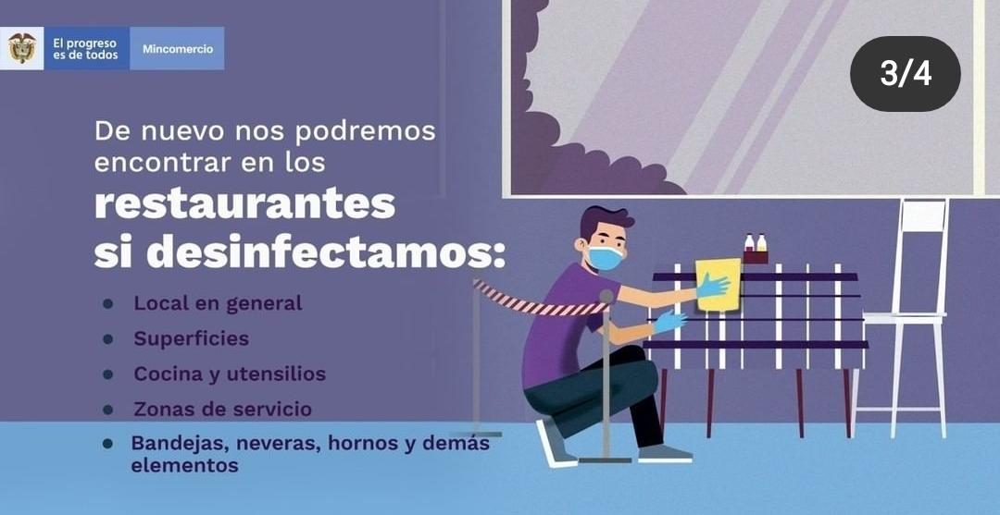 El progreso
es de todos
Mincomercio
3/4
De nuevo nos podremos
encontrar en los
restaurantes
si desinfectamos:
• Local en general
• Superficies
• Cocina y utensilios
• Zonas de servicio
• Bandejas, neveras, hornos y demás
elementos